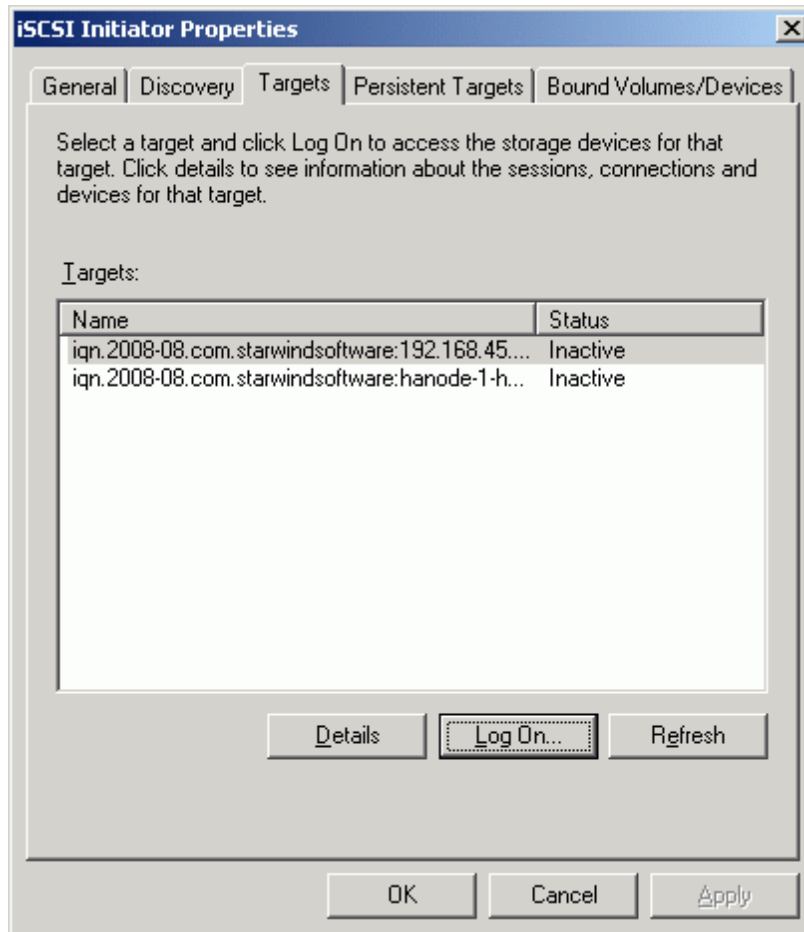 iSCSI Initiator Properties
General Discovery Targets Persistent Targets Bound Volumes/Devices
Select a target and click Log On to access the storage devices for that
target. Click details to see information about the sessions, connections and
devices for that target.
Targets:
Name Status
iqn.2008-08.com.starwindsoftware:192.168.45.... Inactive
iqn.2008-08.com.starwindsoftware:hanode-1-h... Inactive
Details Log On... Refresh
OK Cancel Apply